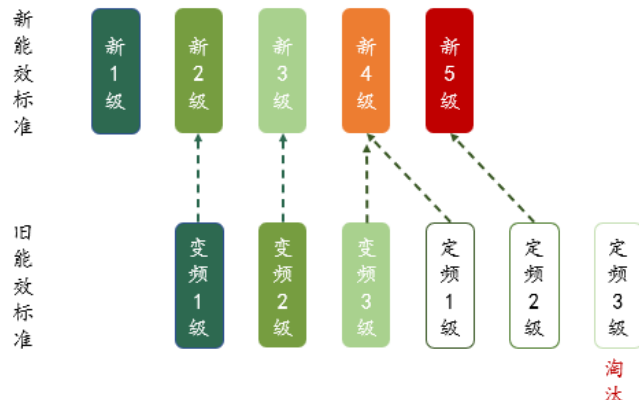 新能效标准
新1级
新2级
新3级
新4级
新5级
旧能效标准
变频1级
变频2级
变频3级
定频1级
定频2级
定频3级
淘汰